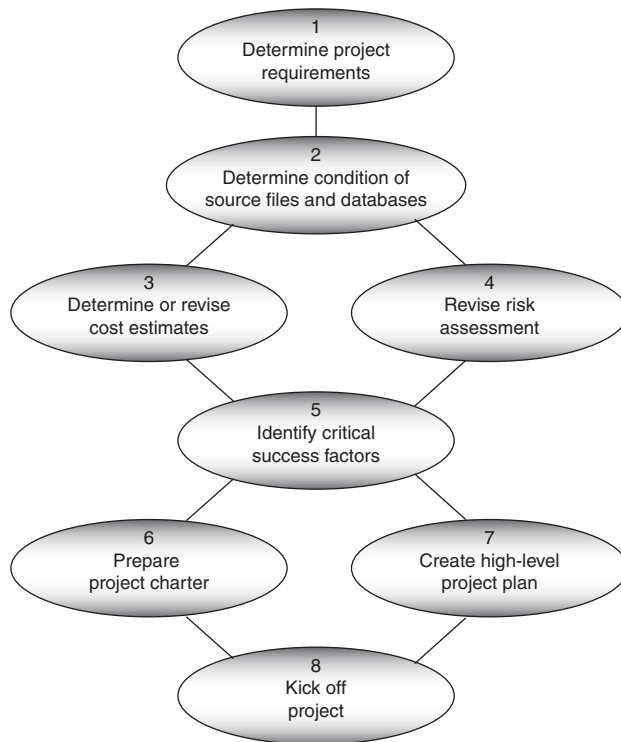 1
Determine project
requirements
2
Determine condition of
source files and databases
3
Determine or revise
cost estimates
4
Revise risk
assessment
5
Identify critical
success factors
6
Prepare
project charter
7
Create high-level
project plan
8
Kick off
project